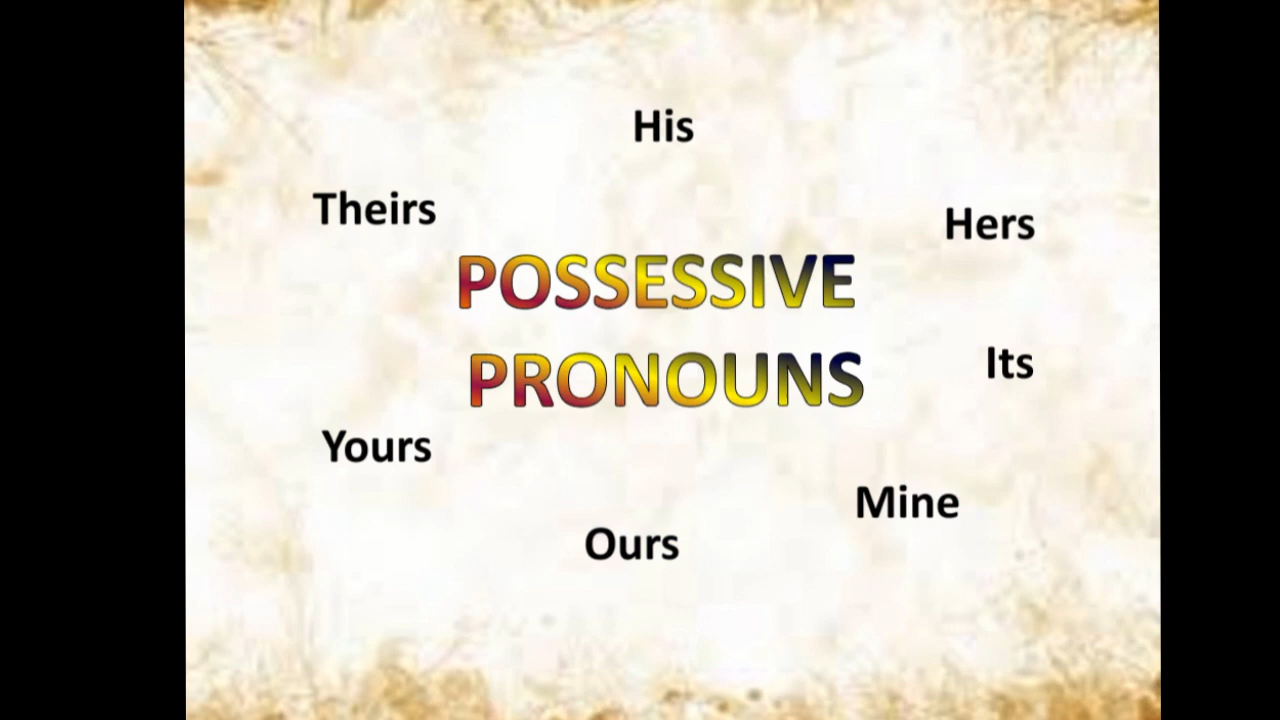 His
Theirs
Hers
POSSESSIVE
PRONOUNS
Its
Yours
Mine
Ours